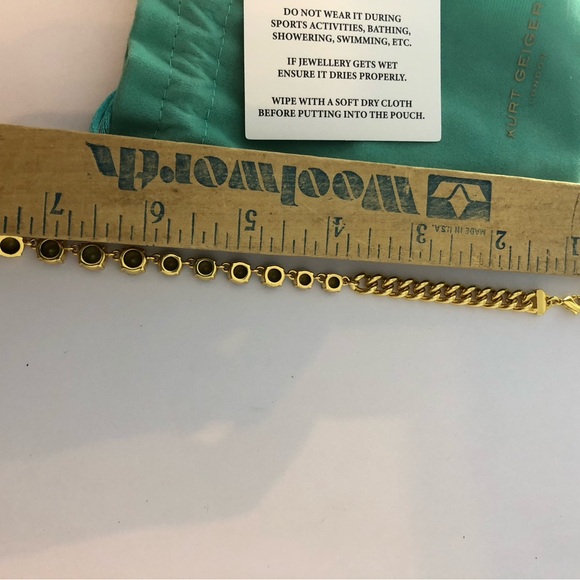 DO NOT WEAR IT DURING
SPORTS ACTIVITIES, BATHING,
SHOWERING, SWIMMING, ETC.
IF JEWELLERY GETS WET
ENSURE IT DRIES PROPERLY.
WIPE WITH A SOFT DRY CLOTH
BEFORE PUTTING INTO THE POUCH.
KURT GEIGER
LONDON
Woolworth
MADE IN U.S.A.
7 6 5 4 3 2 1